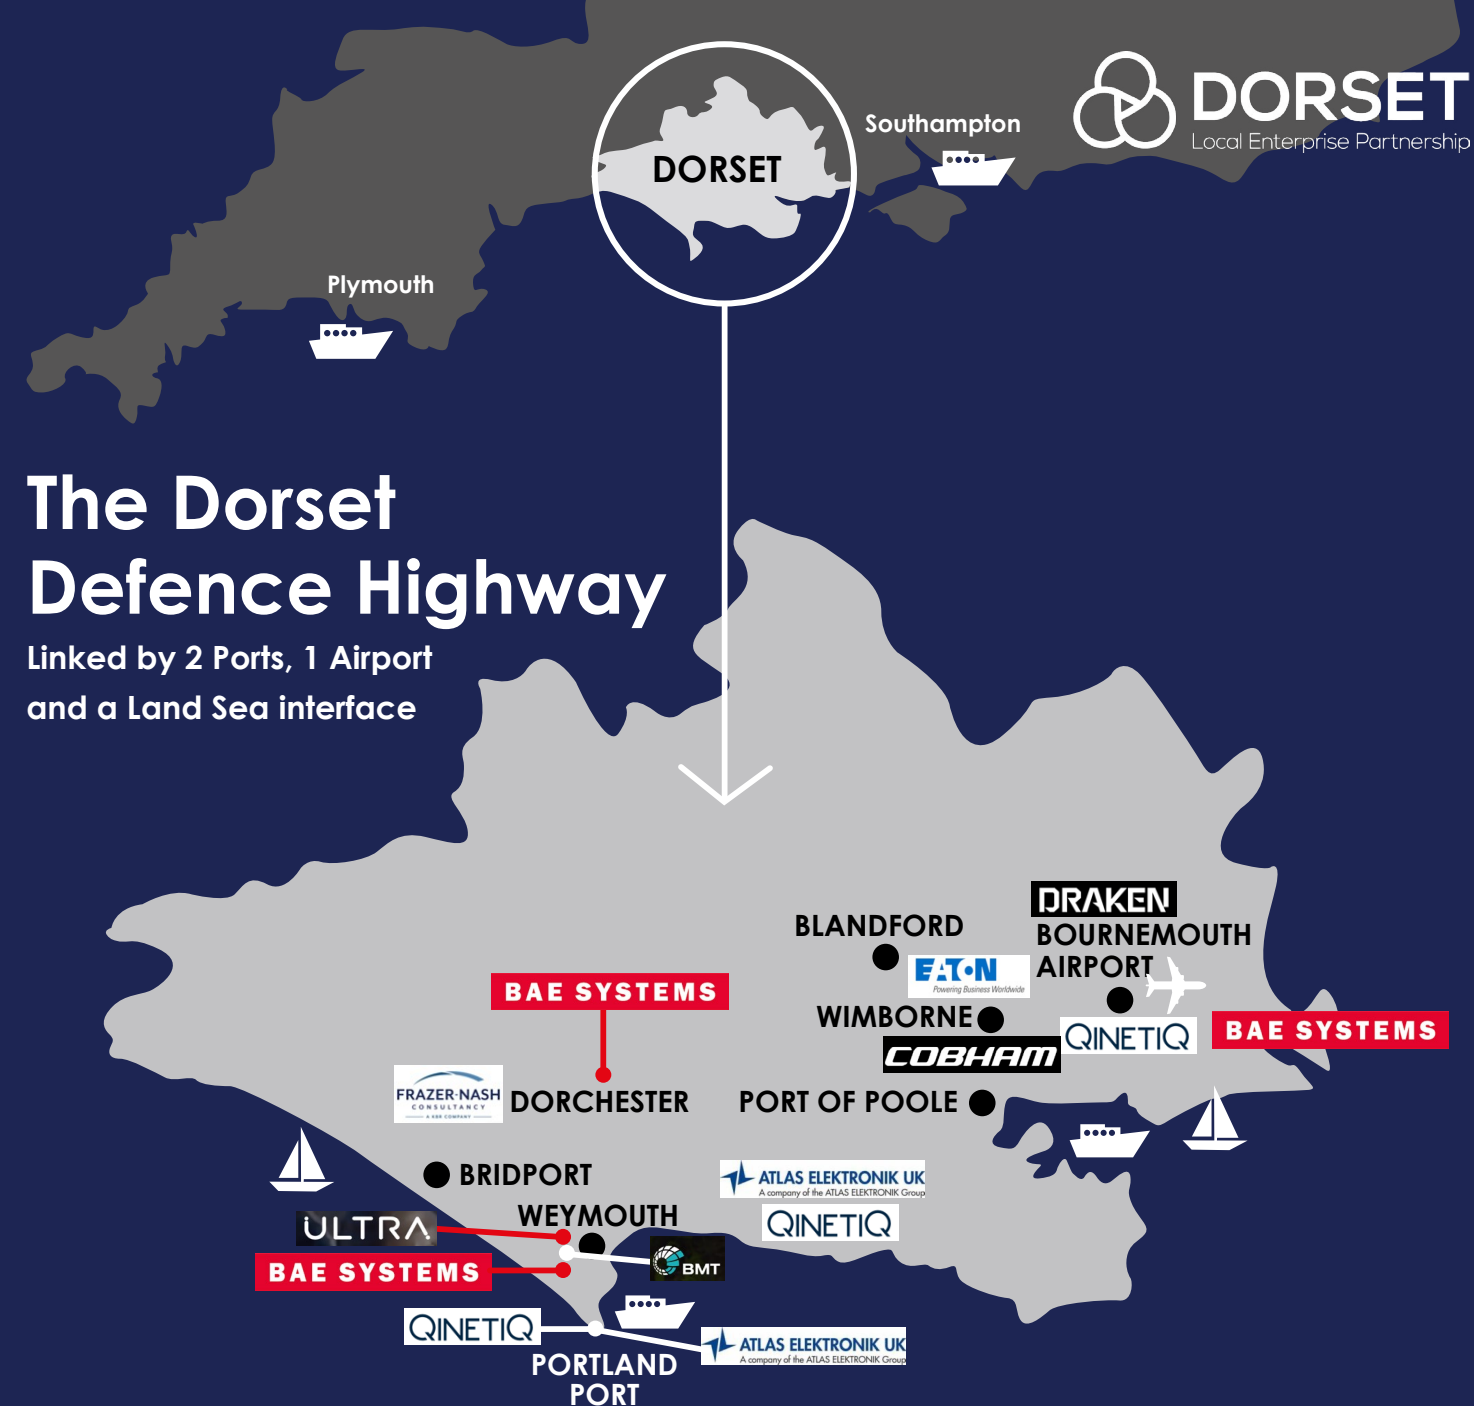 DORSET
Local Enterprise Partnership
Southampton
DORSET
Plymouth
The Dorset
Defence Highway
Linked by 2 Ports, 1 Airport
and a Land Sea interface
DRAKEN
BLANDFORD
BOURNEMOUTH
AIRPORT
EATON
Powering Business Worldwide
BAE SYSTEMS
WIMBORNE
QINETIQ
BAE SYSTEMS
COBHAM
FRAZER-NASH
CONSULTANCY
A KBR COMPANY
DORCHESTER
PORT OF POOLE
BRIDPORT
ATLAS ELEKTRONIK UK
A company of the ATLAS ELEKTRONIK Group
WEYMOUTH
QINETIQ
ULTRA
BAE SYSTEMS
BMT
QINETIQ
ATLAS ELEKTRONIK UK
A company of the ATLAS ELEKTRONIK Group
PORTLAND
PORT